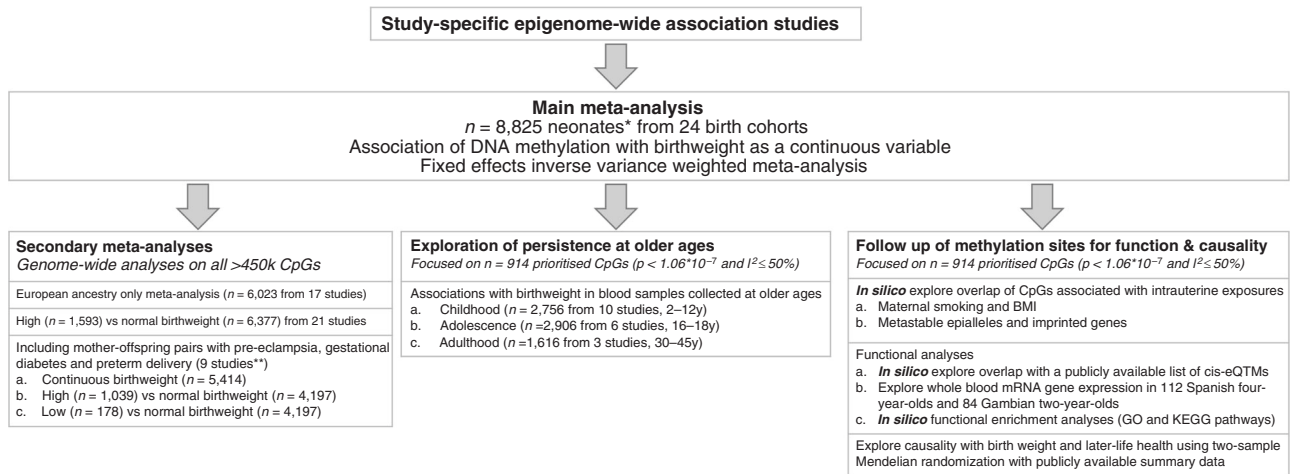 Study-specific epigenome-wide association studies
Main meta-analysis
n = 8,825 neonates* from 24 birth cohorts
Association of DNA methylation with birthweight as a continuous variable
Fixed effects inverse variance weighted meta-analysis
Secondary meta-analyses
Genome-wide analyses on all >450k CpGs
European ancestry only meta-analysis (n = 6,023 from 17 studies)
High (n = 1,593) vs normal birthweight (n = 6,377) from 21 studies
Including mother-offspring pairs with pre-eclampsia, gestational
diabetes and preterm delivery (9 studies**)
a. Continuous birthweight (n = 5,414)
b. High (n = 1,039) vs normal birthweight (n = 4,197)
c. Low (n = 178) vs normal birthweight (n = 4,197)
Exploration of persistence at older ages
Focused on n = 914 prioritised CpGs (p < 1.06*10⁻⁷ and I² ≤ 50%)
Associations with birthweight in blood samples collected at older ages
a. Childhood (n = 2,756 from 10 studies, 2–12y)
b. Adolescence (n =2,906 from 6 studies, 16–18y)
c. Adulthood (n =1,616 from 3 studies, 30–45y)
Follow up of methylation sites for function & causality
Focused on n = 914 prioritised CpGs (p < 1.06*10⁻⁷ and I² ≤ 50%)
In silico explore overlap of CpGs associated with intrauterine exposures
a. Maternal smoking and BMI
b. Metastable epialleles and imprinted genes
Functional analyses
a. In silico explore overlap with a publicly available list of cis-eQTMs
b. Explore whole blood mRNA gene expression in 112 Spanish four-
year-olds and 84 Gambian two-year-olds
c. In silico functional enrichment analyses (GO and KEGG pathways)
Explore causality with birth weight and later-life health using two-sample
Mendelian randomization with publicly available summary data